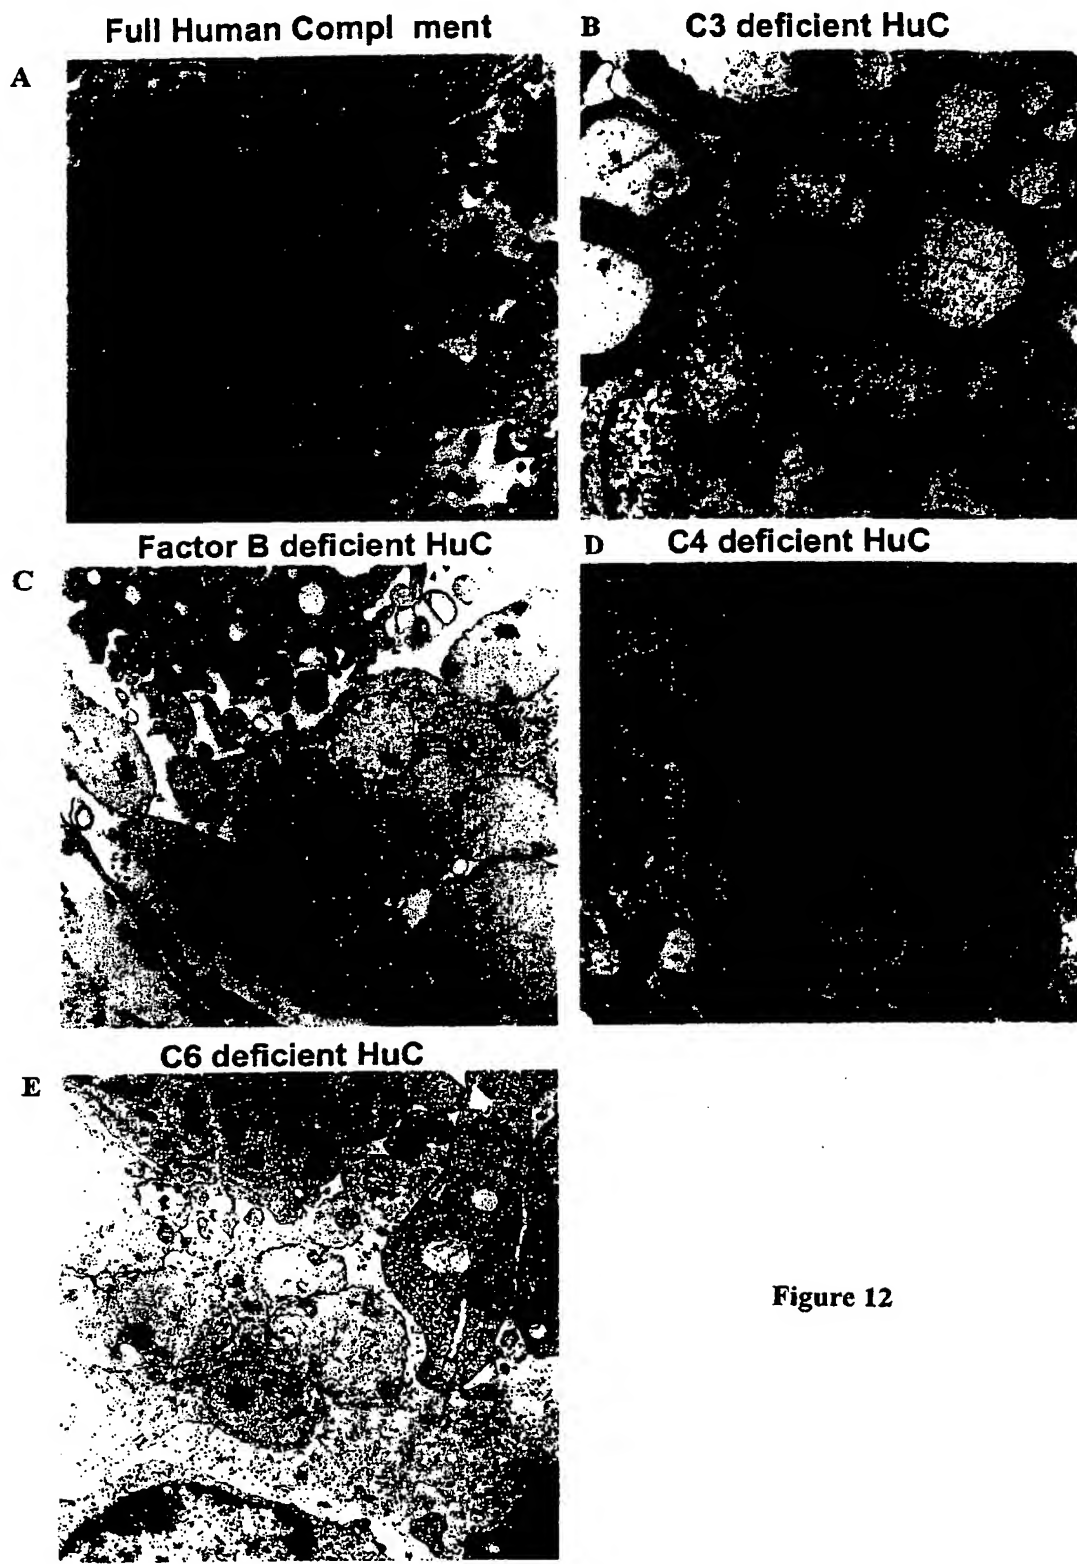 Full Human Compl ment
B C3 deficient HuC
A
Factor B deficient HuC
D C4 deficient HuC
C
C6 deficient HuC
E
Figure 12